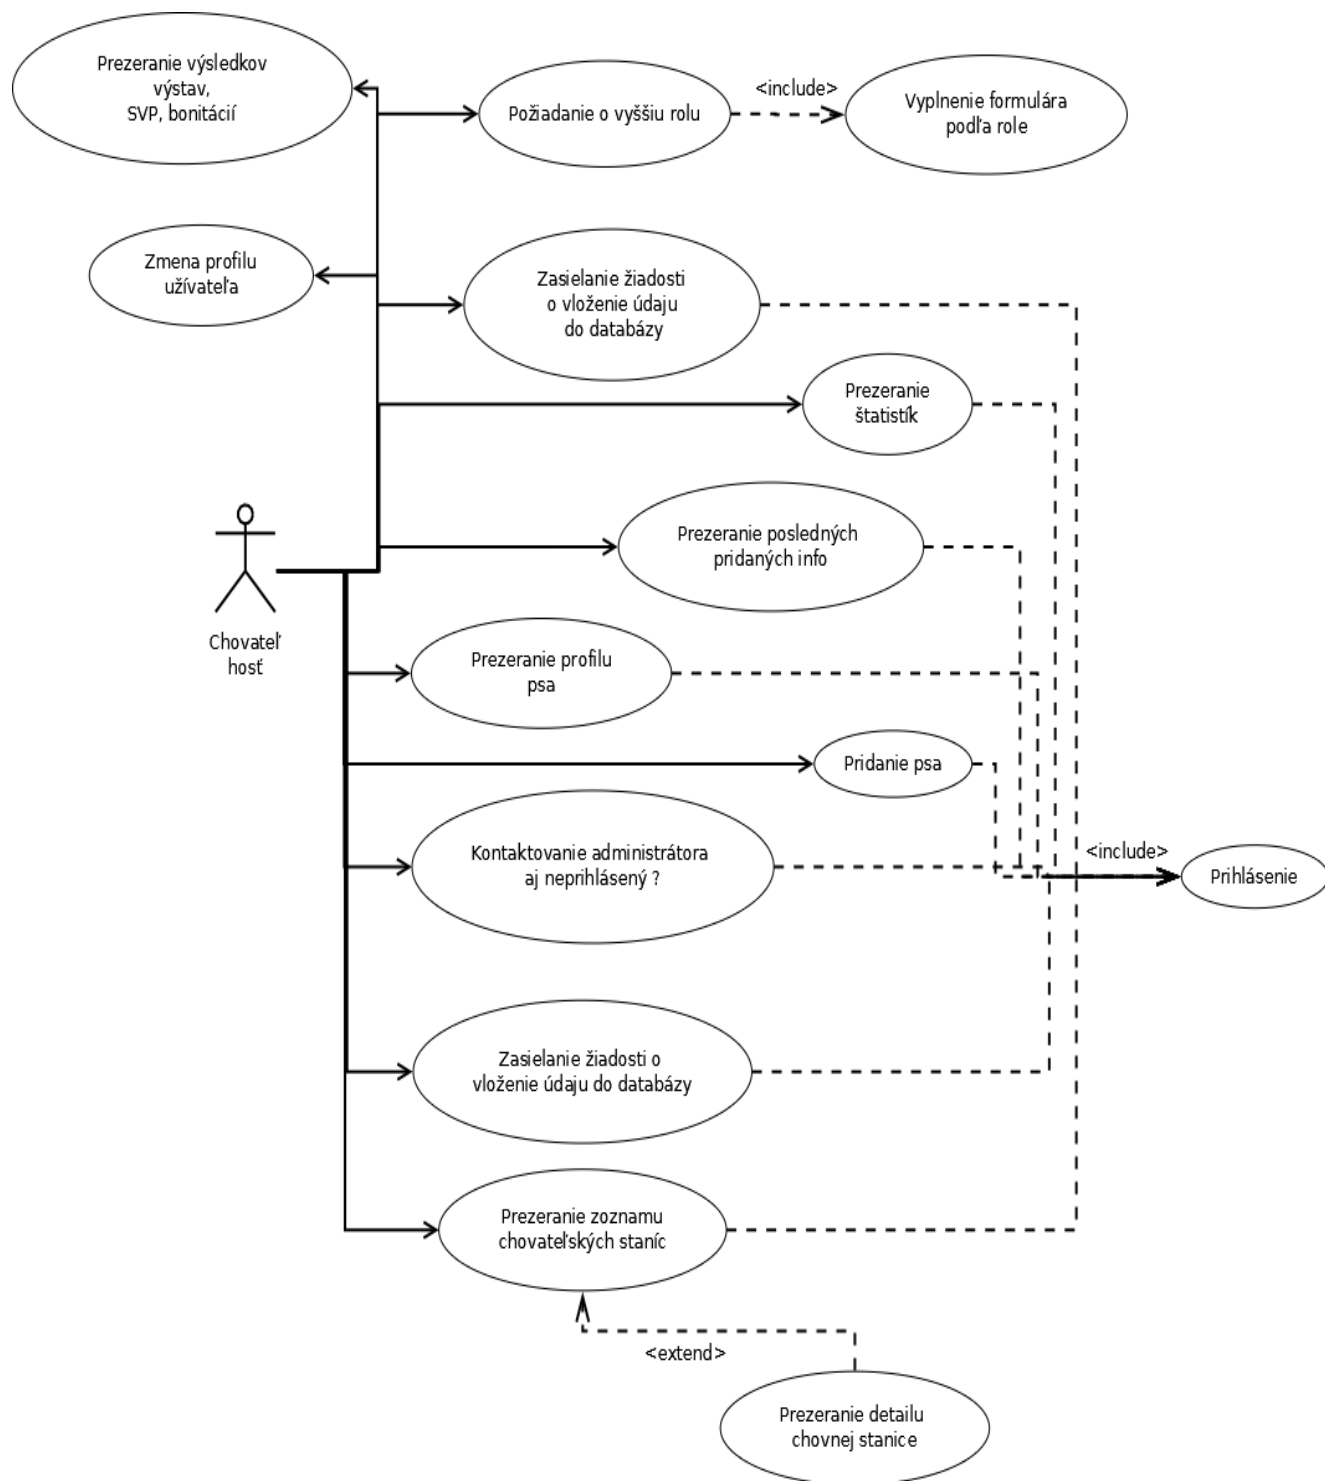 Prezeranie výsledkov
výstav,
SVP, bonitácií
Požiadanie o vyššiu rolu
<include>
Vyplnenie formulára
podľa role
Zmena profilu
užívateľa
Zasielanie žiadosti
o vloženie údaju
do databázy
Prezeranie
štatistík
Prezeranie posledných
pridaných info
Chovateľ
hosť
Prezeranie profilu
psa
Pridanie psa
Kontaktovanie administrátora
aj neprihlásený ?
<include>
Prihlásenie
Zasielanie žiadosti o
vloženie údaju do databázy
Prezeranie zoznamu
chovateľských staníc
<extend>
Prezeranie detailu
chovnej stanice